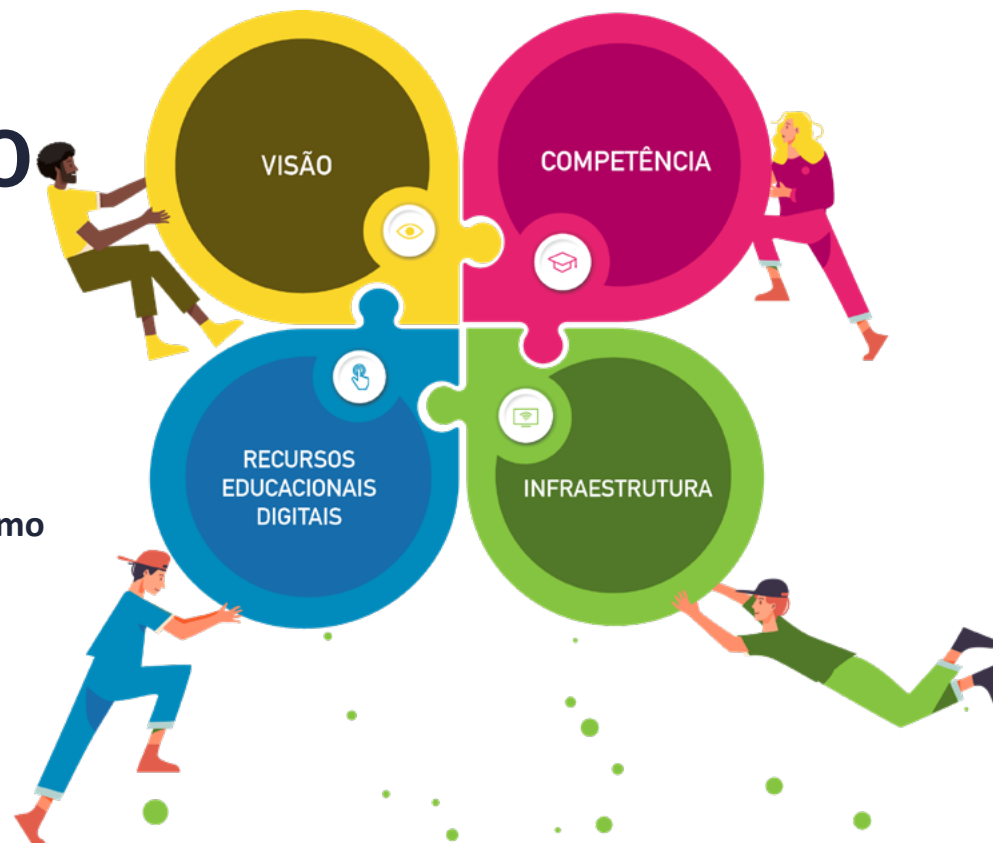 O
VISÃO
COMPETÊNCIA
RECURSOS
EDUCACIONAIS
DIGITAIS
INFRAESTRUTURA
mo